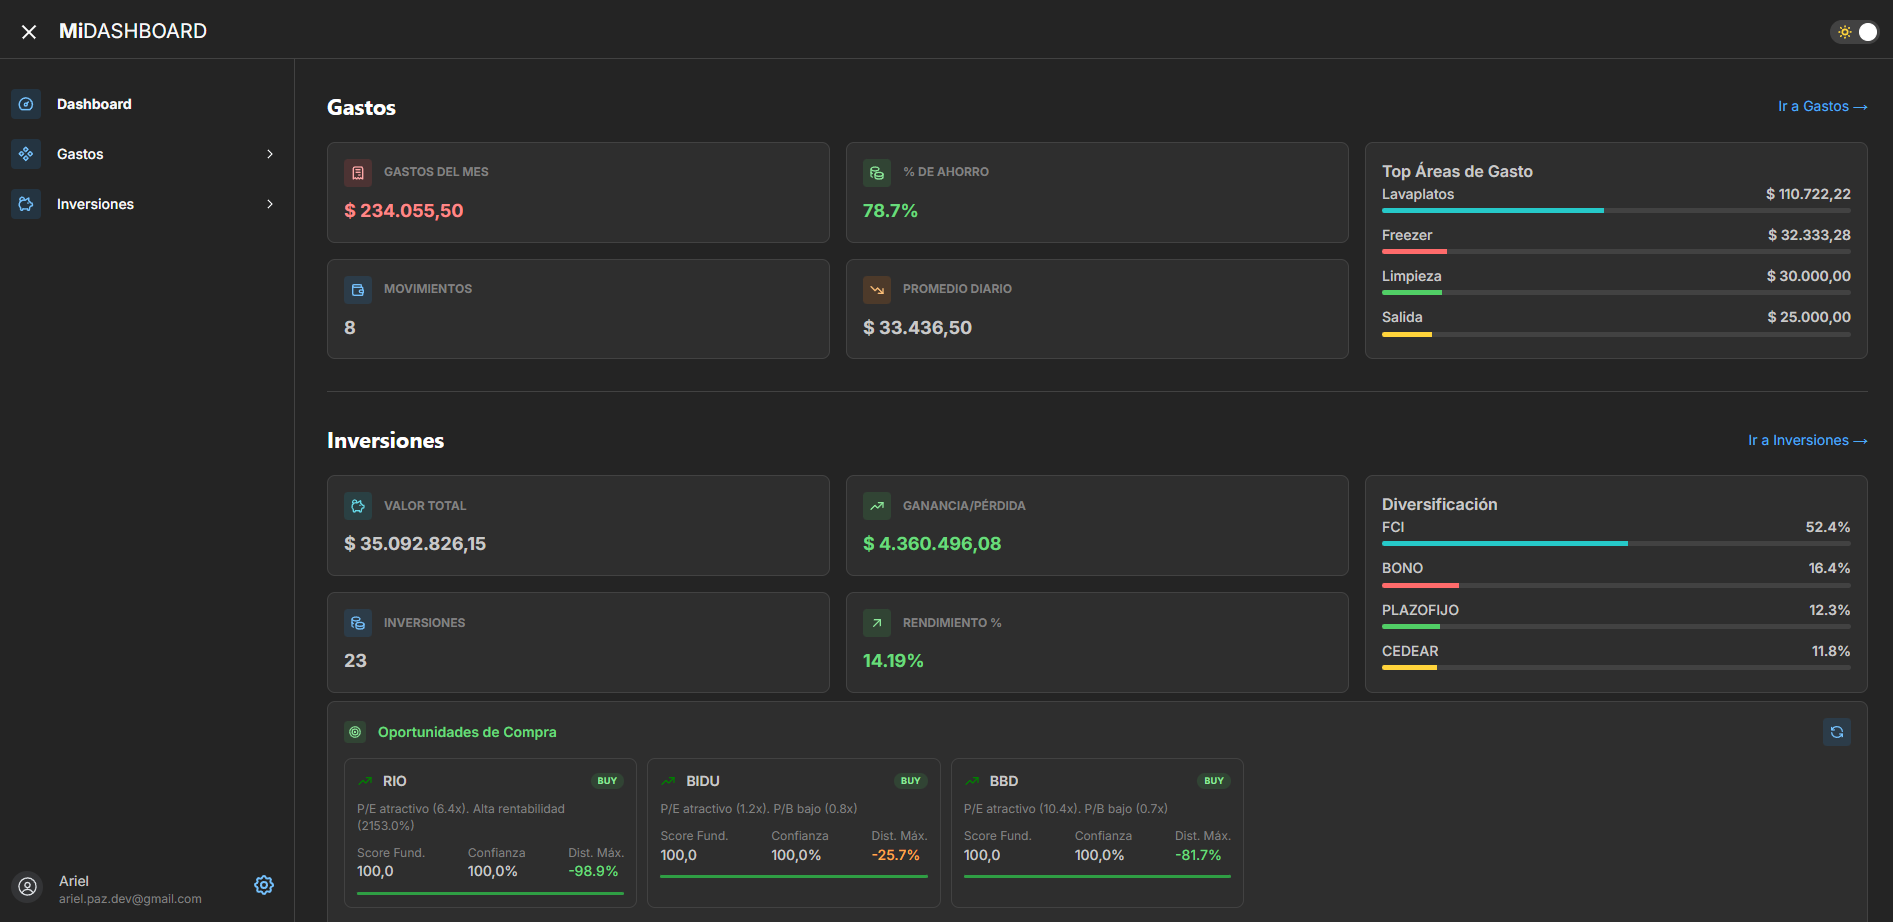 MiDASHBOARD
Dashboard
Gastos
Inversiones
Ariel
ariel.paz.dev@gmail.com
Gastos
Ir a Gastos →
GASTOS DEL MES
$ 234.055,50
% DE AHORRO
78.7%
MOVIMIENTOS
8
PROMEDIO DIARIO
$ 33.436,50
Top Áreas de Gasto
Lavaplatos $ 110.722,22
Freezer $ 32.333,28
Limpieza $ 30.000,00
Salida $ 25.000,00
Inversiones
Ir a Inversiones →
VALOR TOTAL
$ 35.092.826,15
GANANCIA/PÉRDIDA
$ 4.360.496,08
INVERSIONES
23
RENDIMIENTO %
14.19%
Diversificación
FCI 52.4%
BONO 16.4%
PLAZOFIJO 12.3%
CEDEAR 11.8%
Oportunidades de Compra
RIO BUY
P/E atractivo (6.4x). Alta rentabilidad
(2153.0%)
Score Fund. Confianza Dist. Máx.
100,0 100,0% -98.9%
BIDU BUY
P/E atractivo (1.2x). P/B bajo (0.8x)
Score Fund. Confianza Dist. Máx.
100,0 100,0% -25.7%
BBD BUY
P/E atractivo (10.4x). P/B bajo (0.7x)
Score Fund. Confianza Dist. Máx.
100,0 100,0% -81.7%